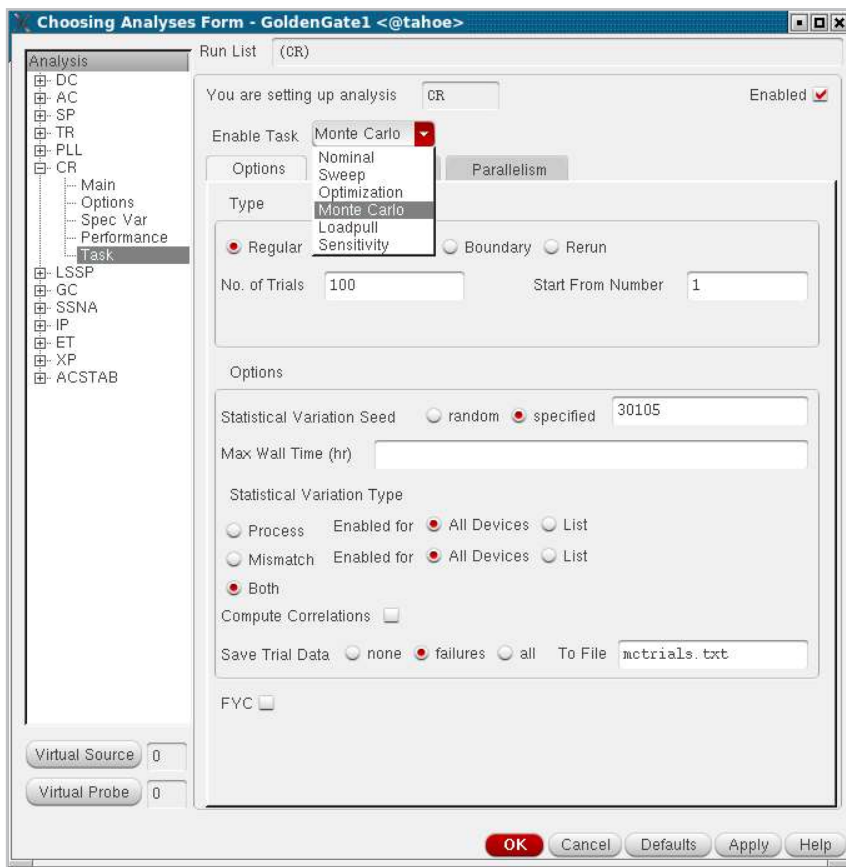 Choosing Analyses Form - GoldenGate1 <@tahoe>
Run List (CR)
Analysis
DC
AC
SP
TR
PLL
CR
Main
Options
Spec Var
Performance
Task
LSSP
GC
SSNA
IP
ET
XP
ACSTAB
Virtual Source 0
Virtual Probe 0
You are setting up analysis CR Enabled
Enable Task Monte Carlo
Nominal
Sweep
Optimization
Monte Carlo
Loadpull
Sensitivity
Options Parallelism
Type
Regular Boundary Rerun
No. of Trials 100 Start From Number 1
Options
Statistical Variation Seed random specified 30105
Max Wall Time (hr)
Statistical Variation Type
Process Enabled for All Devices List
Mismatch Enabled for All Devices List
Both
Compute Correlations
Save Trial Data none failures all To File mctrials.txt
FYC
OK Cancel Defaults Apply Help